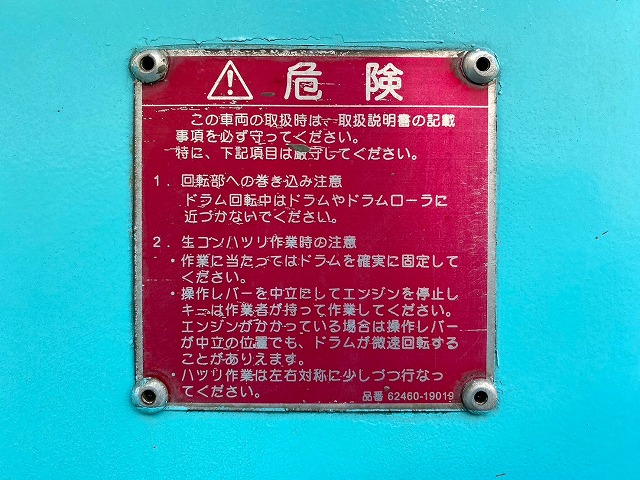 危険
この車両の取扱時は、取扱説明書の記載
事項を必ず守ってください。
特に、下記項目は厳守してください。
1．回転部への巻き込み注意
ドラム回転中はドラムやドラムローラに
近づかないでください。
2．生コンハツリ作業時の注意
・作業に当たってはドラムを確実に固定して
ください。
・操作レバーを中立にしてエンジンを停止し
キーは作業者が持って作業してください。
エンジンがかかっている場合は操作レバー
が中立の位置でも、ドラムが微速回転する
ことがありえます。
・ハツリ作業は左右対称に少しづつ行なっ
てください。
品番 62460-19019